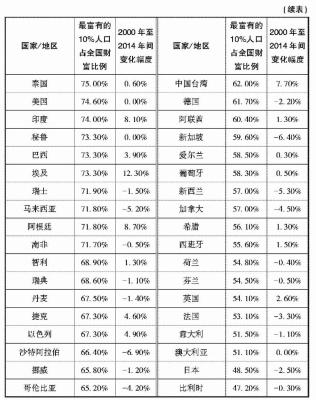 (续表)
国家/地区 最富有的10%人口占全国财富比例 2000 年至2014 年间变化幅度 国家/地区 最富有的10%人口占全国财富比例 2000 年至2014 年间变化幅度
泰国 75.00% 0.60% 中国台湾 62.00% 7.70%
美国 74.60% 0.00% 德国 61.70% -2.20%
印度 74.00% 8.10% 阿联酋 60.40% 1.30%
秘鲁 73.30% 0.00% 新加坡 59.60% -6.40%
巴西 73.30% 3.90% 爱尔兰 58.50% 0.30%
埃及 73.30% 12.30% 葡萄牙 58.30% 0.50%
瑞士 71.90% -1.50% 新西兰 57.00% -5.30%
马来西亚 71.80% -5.20% 加拿大 57.00% -4.50%
阿根廷 71.80% 8.70% 希腊 56.10% 1.30%
南非 71.70% -0.50% 西班牙 55.60% 1.50%
智利 68.90% 1.30% 荷兰 54.80% -0.40%
瑞典 68.60% -1.10% 芬兰 54.50% -0.50%
丹麦 67.50% -1.40% 英国 54.10% 2.60%
捷克 67.30% 4.60% 法国 53.10% -3.30%
以色列 67.30% 4.90% 意大利 51.50% -1.10%
沙特阿拉伯 66.40% -6.90% 澳大利亚 51.10% 0.00%
挪威 65.80% -1.20% 日本 48.50% -2.50%
哥伦比亚 65.20% -4.20% 比利时 47.20% -0.30%